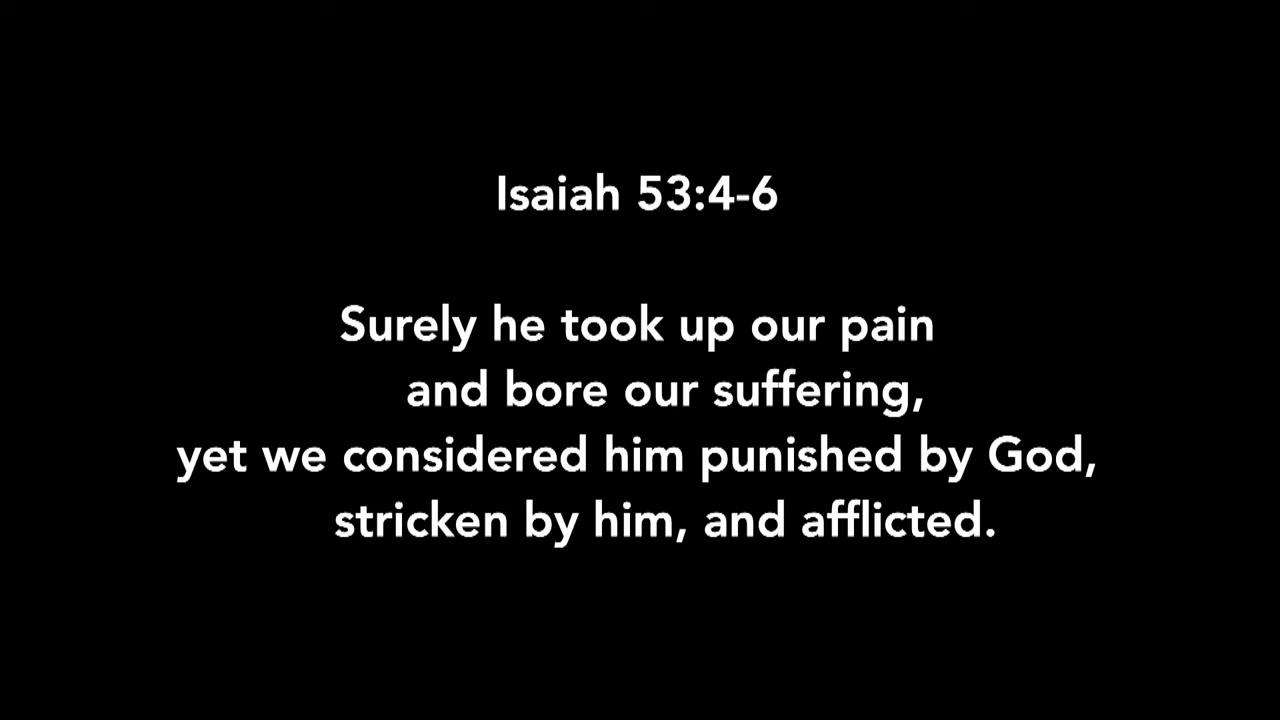 Isaiah 53:4-6
Surely he took up our pain
and bore our suffering,
yet we considered him punished by God,
stricken by him, and afflicted.